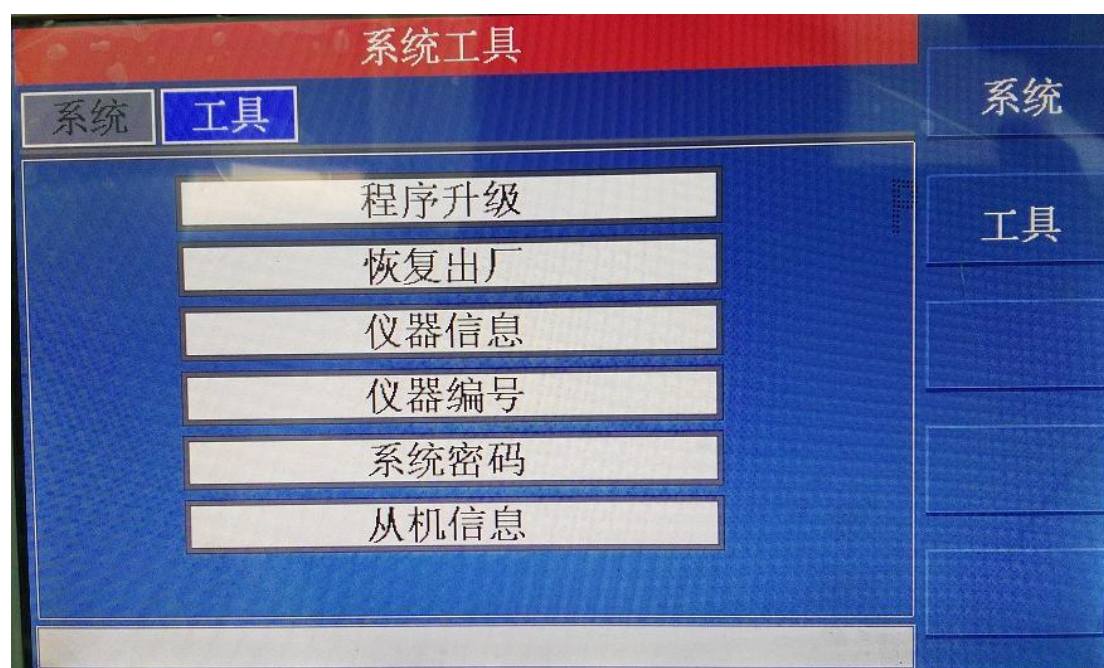 系统工具
系统 工具
程序升级
恢复出厂
仪器信息
仪器编号
系统密码
从机信息
系统
工具